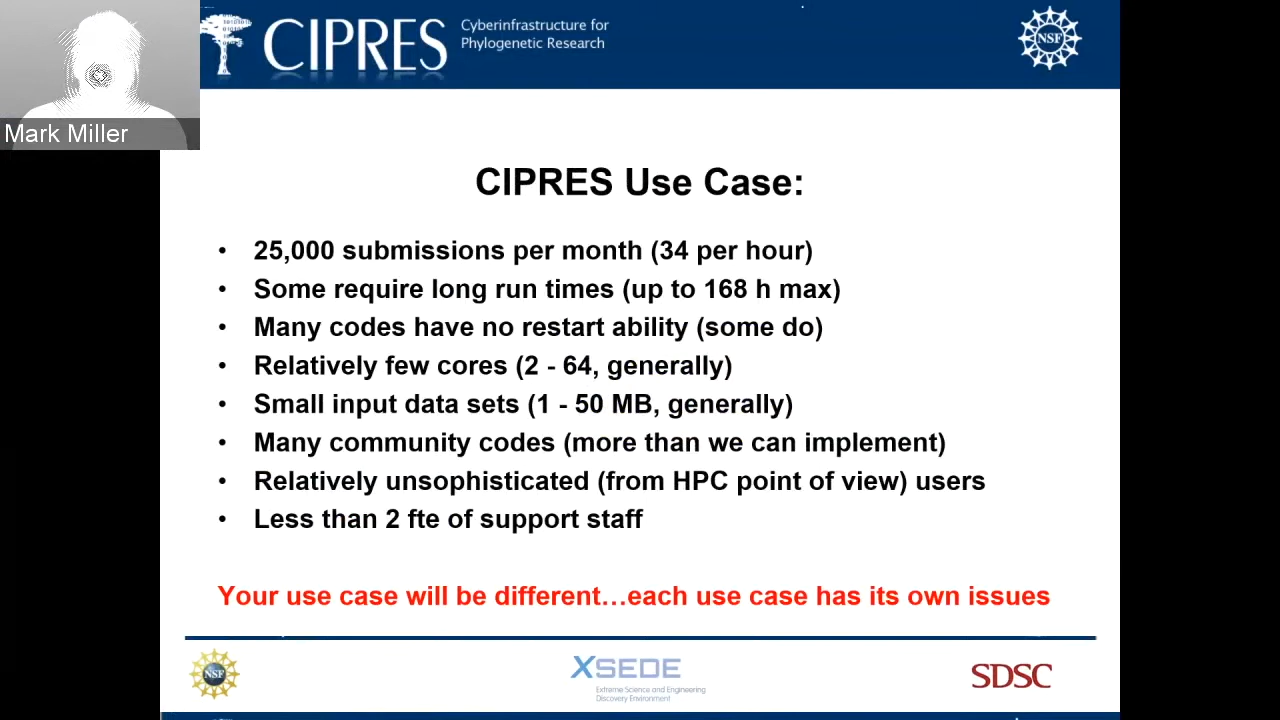 CIPRES
Cyberinfrastructure for
Phylogenetic Research
NSF
Mark Miller
CIPRES Use Case:
• 25,000 submissions per month (34 per hour)
• Some require long run times (up to 168 h max)
• Many codes have no restart ability (some do)
• Relatively few cores (2 - 64, generally)
• Small input data sets (1 - 50 MB, generally)
• Many community codes (more than we can implement)
• Relatively unsophisticated (from HPC point of view) users
• Less than 2 fte of support staff
Your use case will be different…each use case has its own issues
NSF
XSEDE
Extreme Science and Engineering
Discovery Environment
SDSC